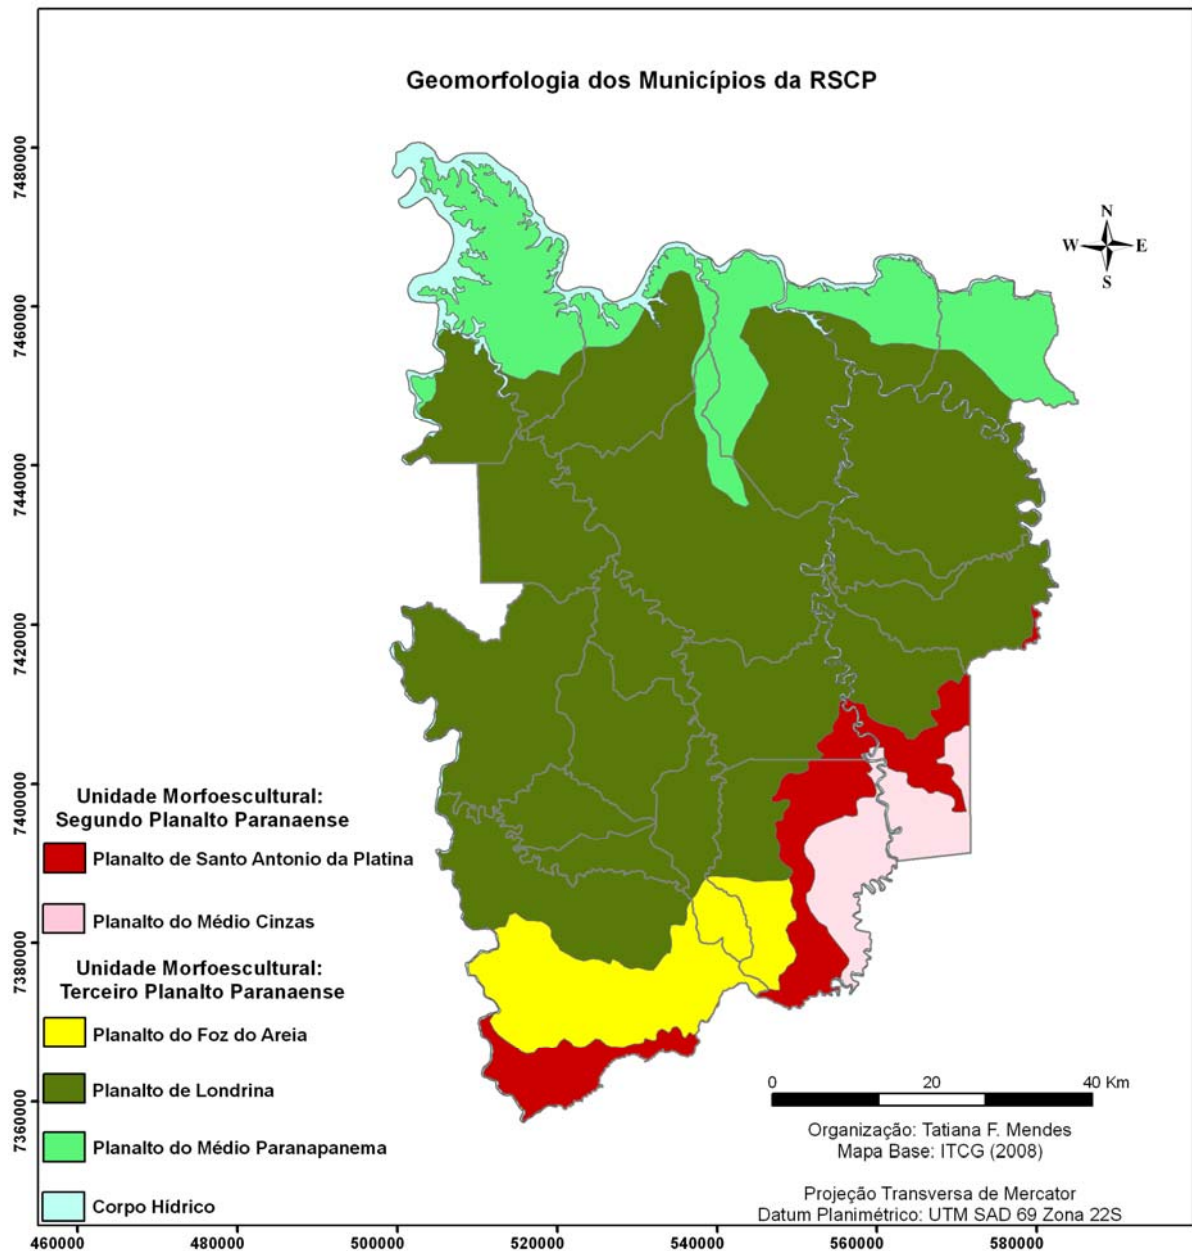 Geomorfologia dos Municípios da RSCP
N
W E
S
7480000
7460000
7440000
7420000
7400000
7380000
7360000
Unidade Morfoescultural:
Segundo Planalto Paranaense
Planalto de Santo Antonio da Platina
Planalto do Médio Cinzas
Unidade Morfoescultural:
Terceiro Planalto Paranaense
Planalto do Foz do Areia
Planalto de Londrina
Planalto do Médio Paranapanema
Corpo Hídrico
0 20 40 Km
Organização: Tatiana F. Mendes
Mapa Base: ITCG (2008)
Projeção Transversa de Mercator
Datum Planimétrico: UTM SAD 69 Zona 22S
460000 480000 500000 520000 540000 560000 580000